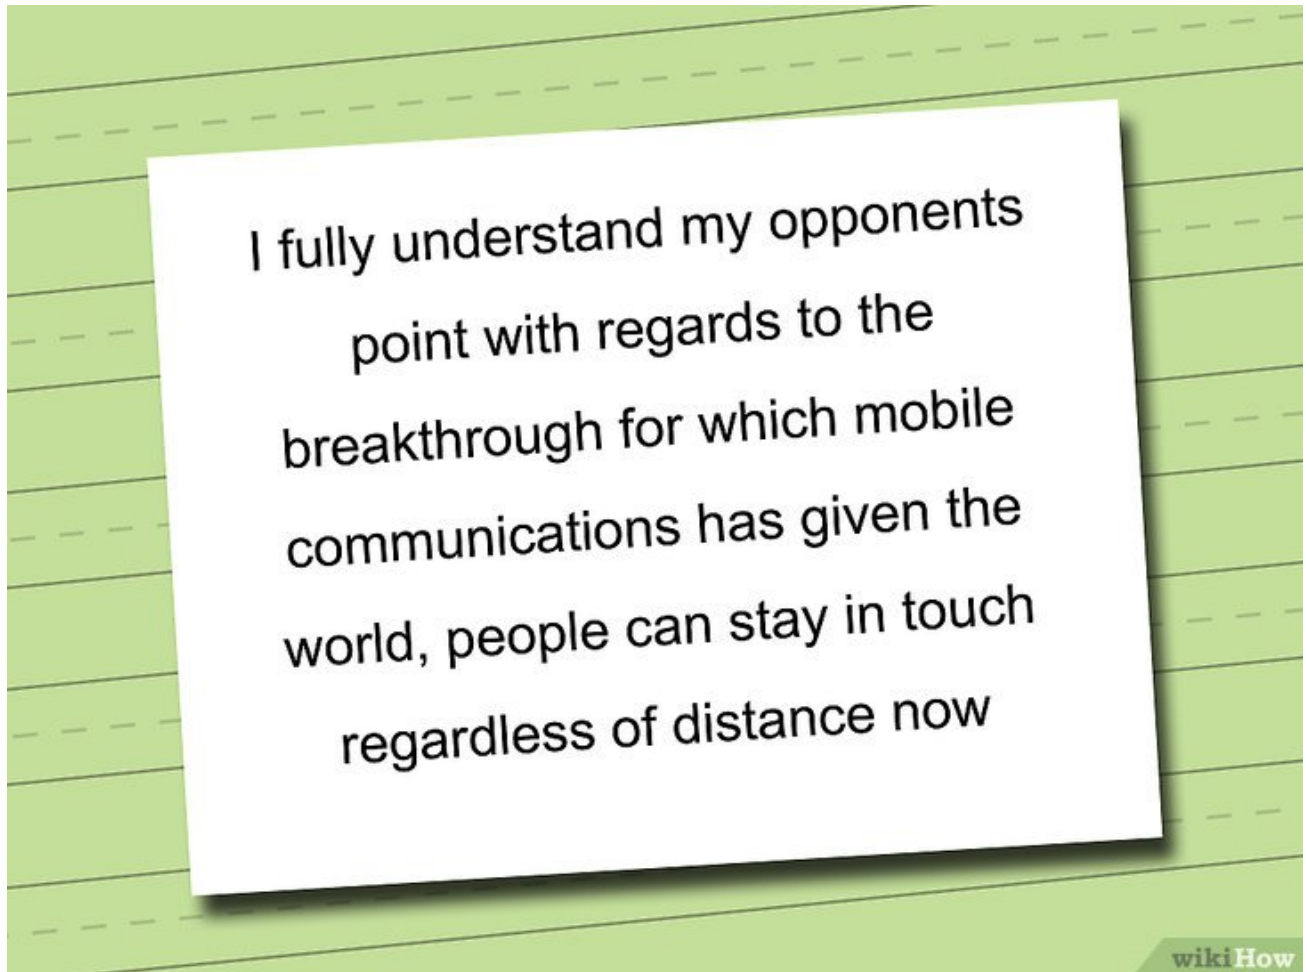 I fully understand my opponents
point with regards to the
breakthrough for which mobile
communications has given the
world, people can stay in touch
regardless of distance now
wikiHow